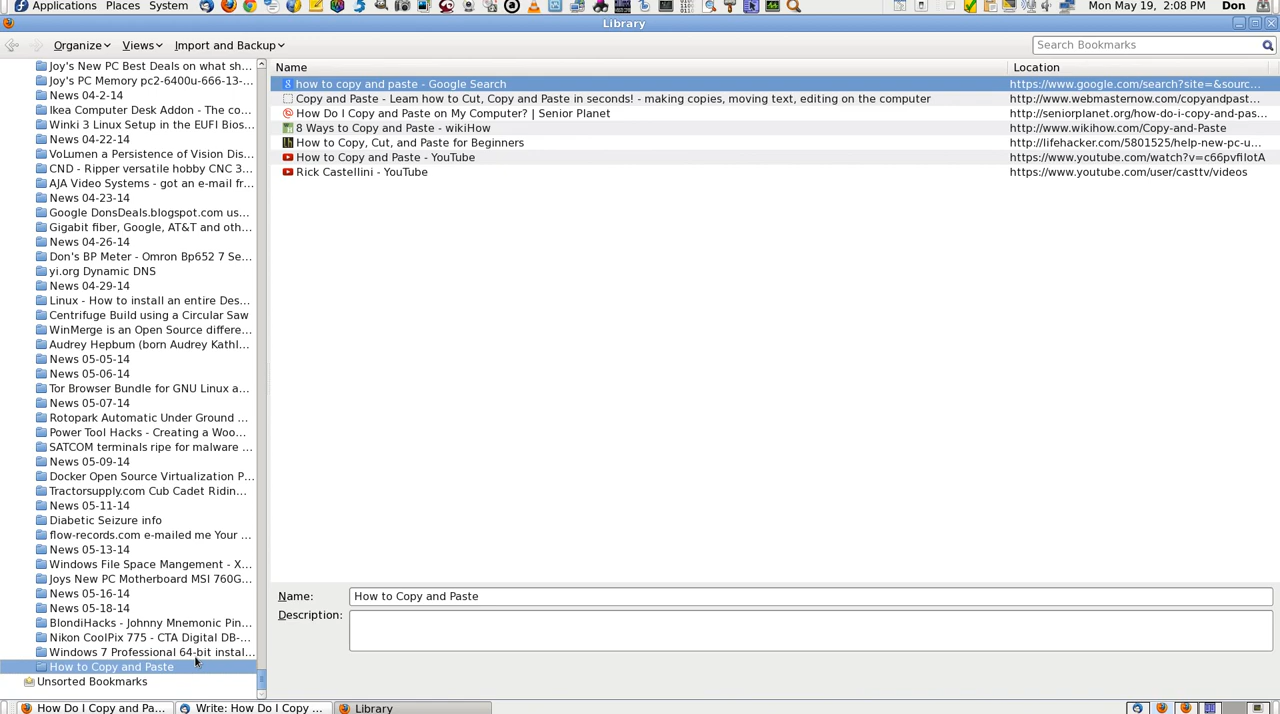 Applications Places System Mon May 19, 2:08 PM Don
Library
Organize Views Import and Backup Search Bookmarks
Joy's New PC Best Deals on what sh...
Joy's PC Memory pc2-6400u-666-13-...
News 04-2-14
Ikea Computer Desk Addon - The co...
Winki 3 Linux Setup in the EUFI Bios...
News 04-22-14
VoLumen a Persistence of Vision Dis...
CND - Ripper versatile hobby CNC 3...
AJA Video Systems - got an e-mail fr...
News 04-23-14
Google DonsDeals.blogspot.com us...
Gigabit fiber, Google, AT&T and oth...
News 04-26-14
Don's BP Meter - Omron Bp652 7 Se...
yi.org Dynamic DNS
News 04-29-14
Linux - How to install an entire Des...
Centrifuge Build using a Circular Saw
WinMerge is an Open Source differe...
Audrey Hepburn (born Audrey Kathl...
News 05-05-14
News 05-06-14
Tor Browser Bundle for GNU Linux a...
News 05-07-14
Rotopark Automatic Under Ground ...
Power Tool Hacks - Creating a Woo...
SATCOM terminals ripe for malware ...
News 05-09-14
Docker Open Source Virtualization P...
Tractorsupply.com Cub Cadet Ridin...
News 05-11-14
Diabetic Seizure info
flow-records.com e-mailed me Your ...
News 05-13-14
Windows File Space Mangement - X...
Joys New PC Motherboard MSI 760G...
News 05-16-14
News 05-18-14
BlondiHacks - Johnny Mnemonic Pin...
Nikon CoolPix 775 - CTA Digital DB-...
Windows 7 Professional 64-bit instal...
How to Copy and Paste
Unsorted Bookmarks
Name Location
how to copy and paste - Google Search https://www.google.com/search?site=&sourc...
Copy and Paste - Learn how to Cut, Copy and Paste in seconds! - making copies, moving text, editing on the computer http://www.webmasternow.com/copyandpast...
How Do I Copy and Paste on My Computer? | Senior Planet http://seniorplanet.org/how-do-i-copy-and-pas...
8 Ways to Copy and Paste - wikiHow http://www.wikihow.com/Copy-and-Paste
How to Copy, Cut, and Paste for Beginners http://lifehacker.com/5801525/help-new-pc-u...
How to Copy and Paste - YouTube https://www.youtube.com/watch?v=c66pvfilotA
Rick Castellini - YouTube https://www.youtube.com/user/casttv/videos
Name: How to Copy and Paste
Description:
How Do I Copy and Pa... Write: How Do I Copy ... Library